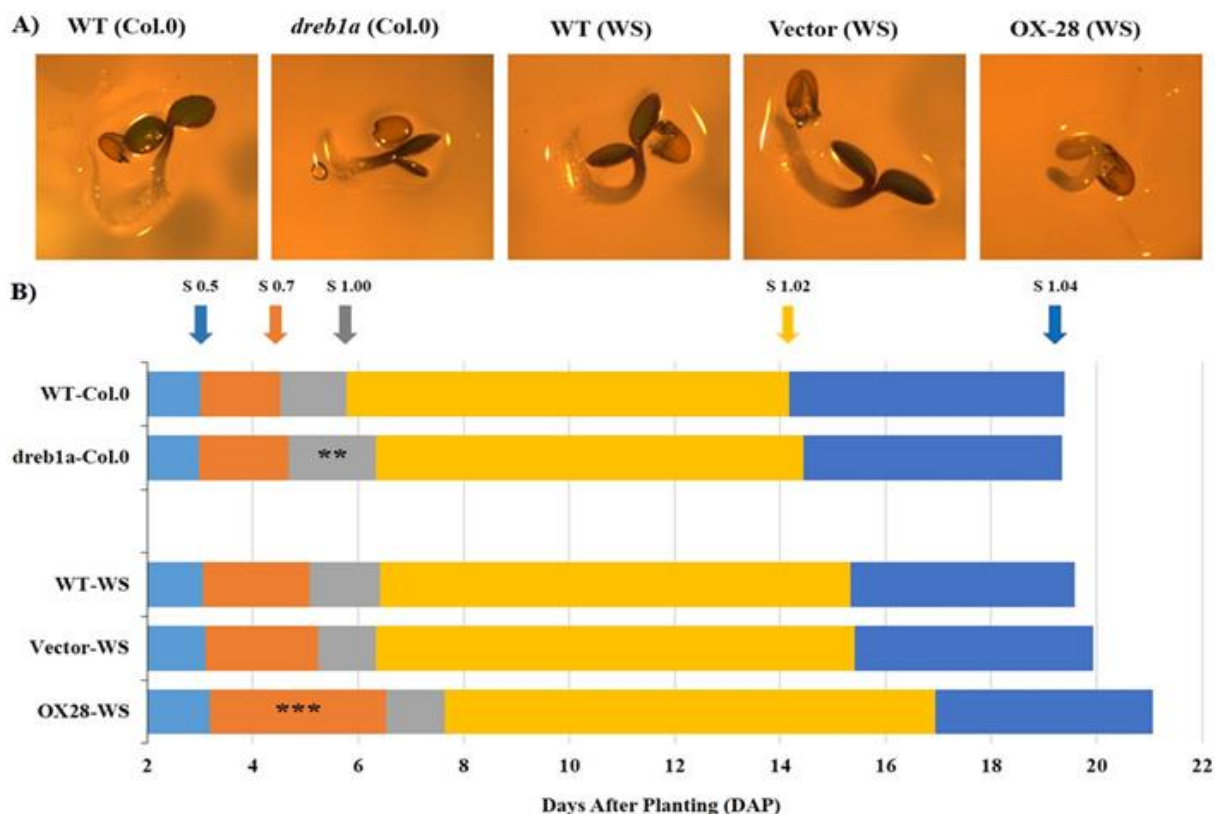 A) WT (Col.0) dreb1a (Col.0) WT (WS) Vector (WS) OX-28 (WS)
B) S 0.5 S 0.7 S 1.00 S 1.02 S 1.04
WT-Col.0
dreb1a-Col.0 **
WT-WS
Vector-WS
OX28-WS ***
2 4 6 8 10 12 14 16 18 20 22
Days After Planting (DAP)